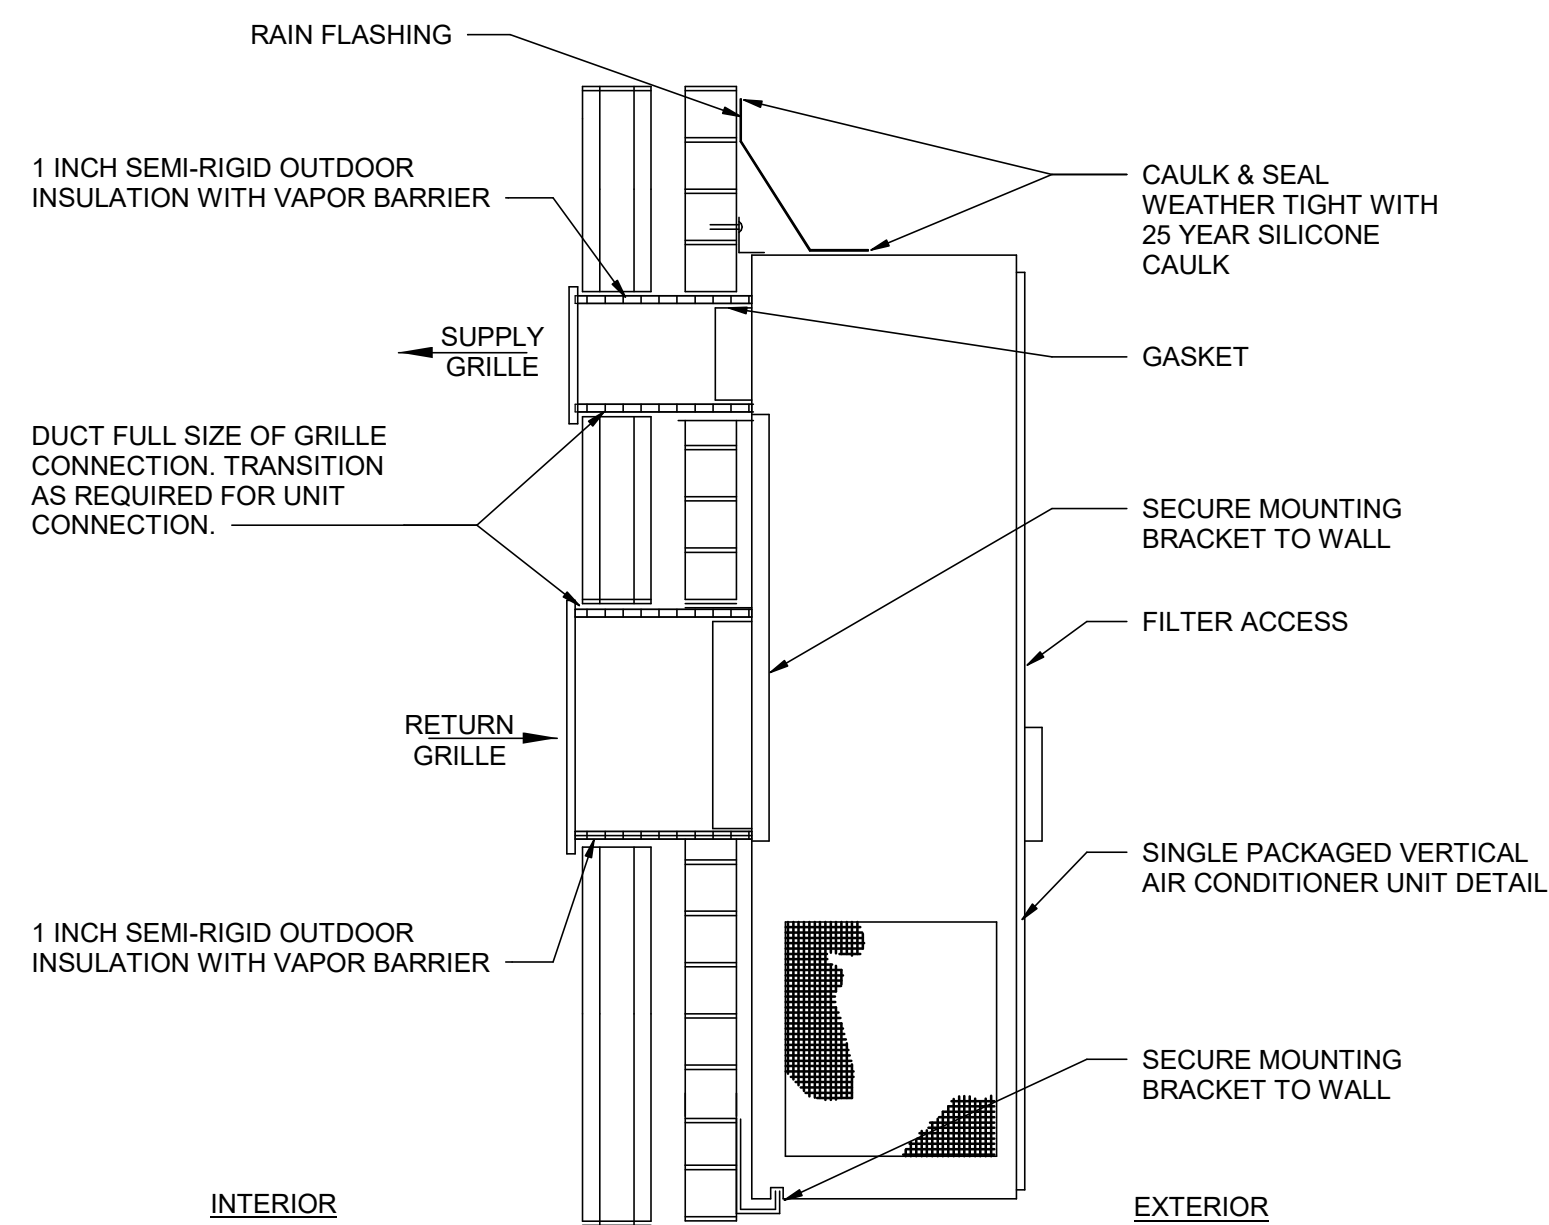 RAIN FLASHING
1 INCH SEMI-RIGID OUTDOOR
INSULATION WITH VAPOR BARRIER
CAULK & SEAL
WEATHER TIGHT WITH
25 YEAR SILICONE
CAULK
SUPPLY
GRILLE
GASKET
DUCT FULL SIZE OF GRILLE
CONNECTION. TRANSITION
AS REQUIRED FOR UNIT
CONNECTION.
SECURE MOUNTING
BRACKET TO WALL
FILTER ACCESS
RETURN
GRILLE
SINGLE PACKAGED VERTICAL
AIR CONDITIONER UNIT DETAIL
1 INCH SEMI-RIGID OUTDOOR
INSULATION WITH VAPOR BARRIER
SECURE MOUNTING
BRACKET TO WALL
INTERIOR
EXTERIOR